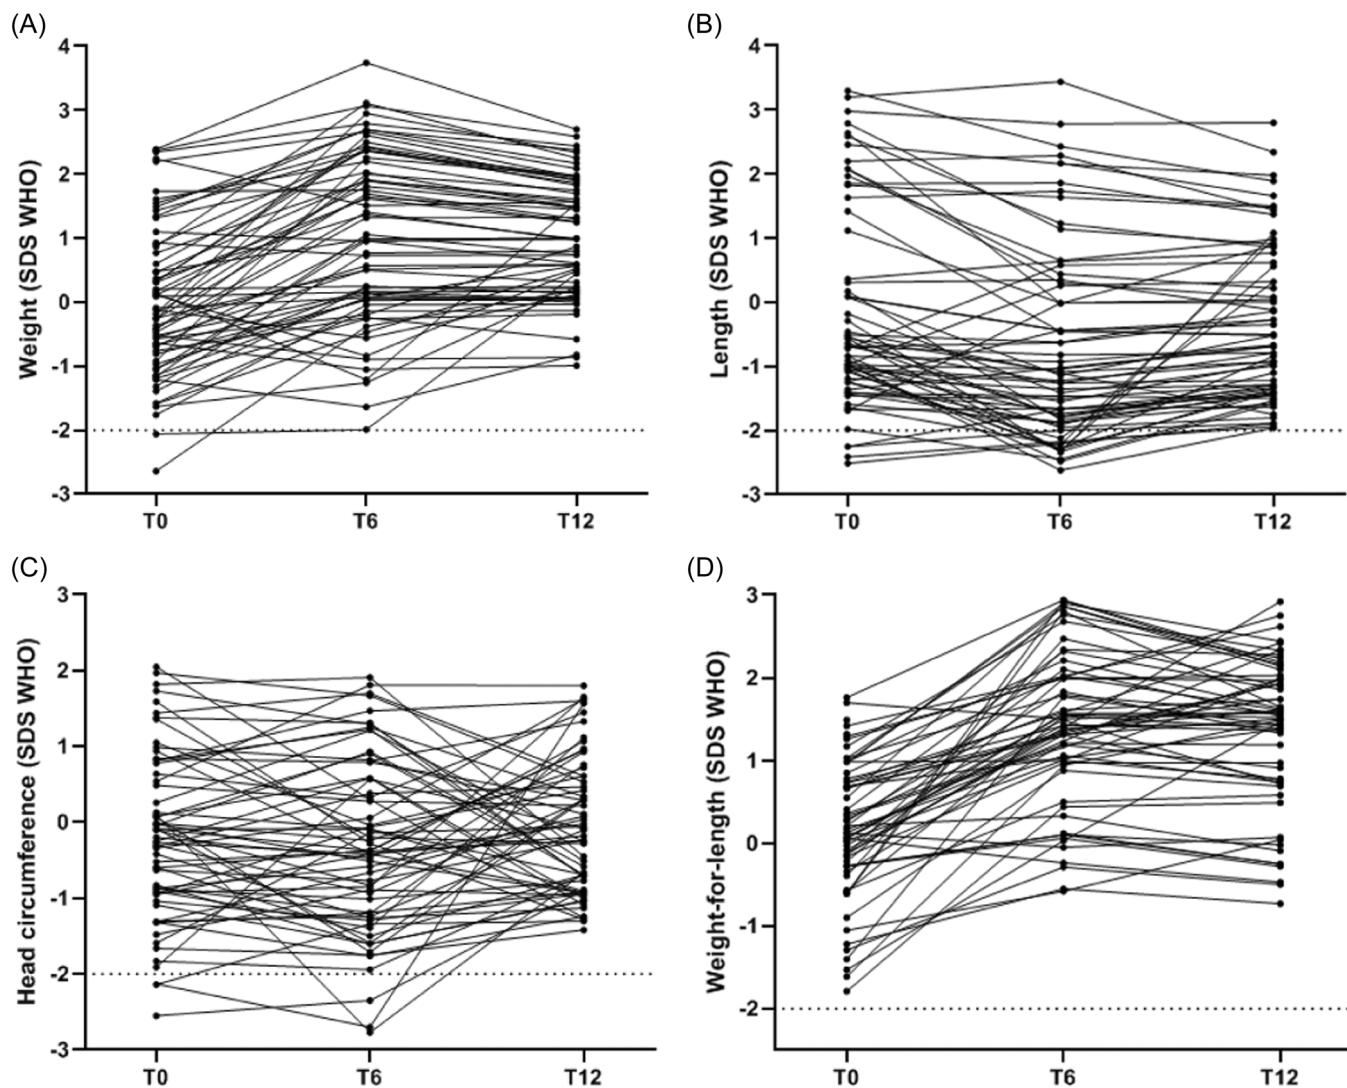 (A)
Weight (SDS WHO)
4
3
2
1
0
-1
-2
-3
T0 T6 T12
(B)
Length (SDS WHO)
4
3
2
1
0
-1
-2
-3
T0 T6 T12
(C)
Head circumference (SDS WHO)
3
2
1
0
-1
-2
-3
T0 T6 T12
(D)
Weight-for-length (SDS WHO)
3
2
1
0
-1
-2
T0 T6 T12